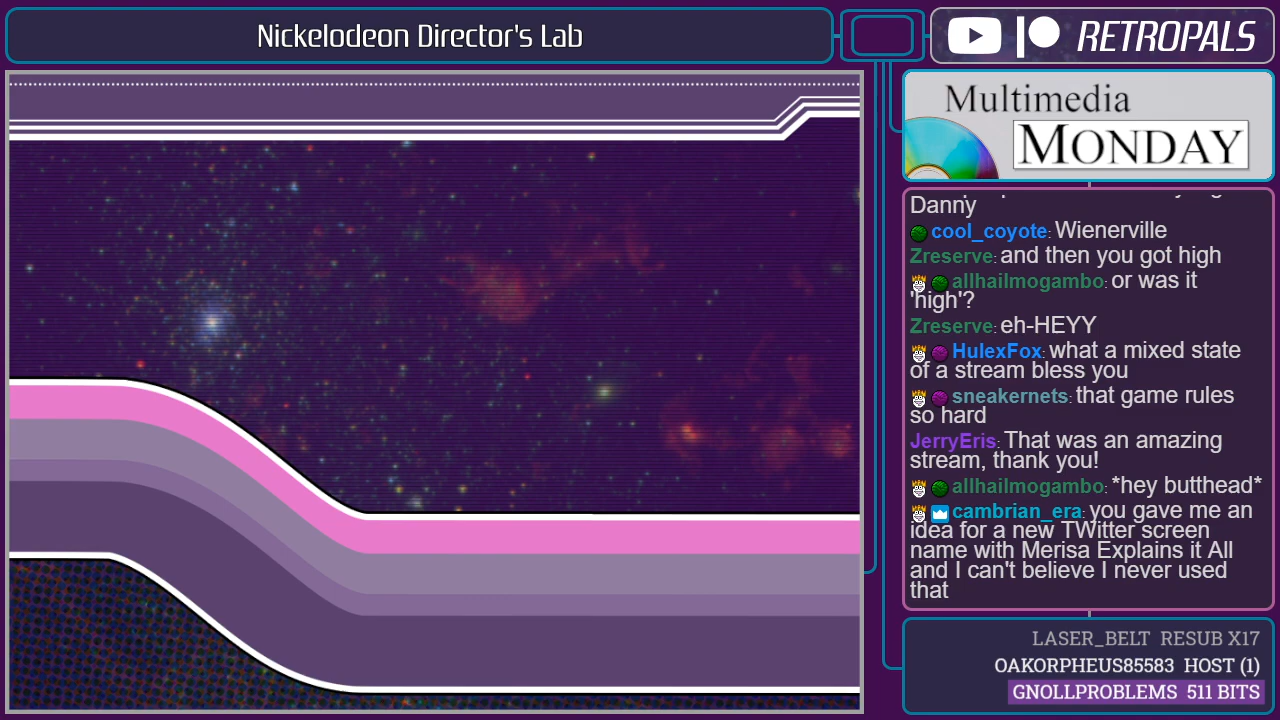 Nickelodeon Director's Lab
RETROPALS
Multimedia
MONDAY
Danny
cool_coyote: Wienerville
Zreserve: and then you got high
allhailmogambo: or was it
'high'?
Zreserve: eh-HEYY
HulexFox: what a mixed state
of a stream bless you
sneakernets: that game rules
so hard
JerryEris: That was an amazing
stream, thank you!
allhailmogambo: *hey butthead*
cambrian_era: you gave me an
idea for a new TWitter screen
name with Merisa Explains it All
and I can't believe I never used
that
LASER_BELT RESUB X17
OAKORPHEUS85583 HOST (1)
GNOLLPROBLEMS 511 BITS